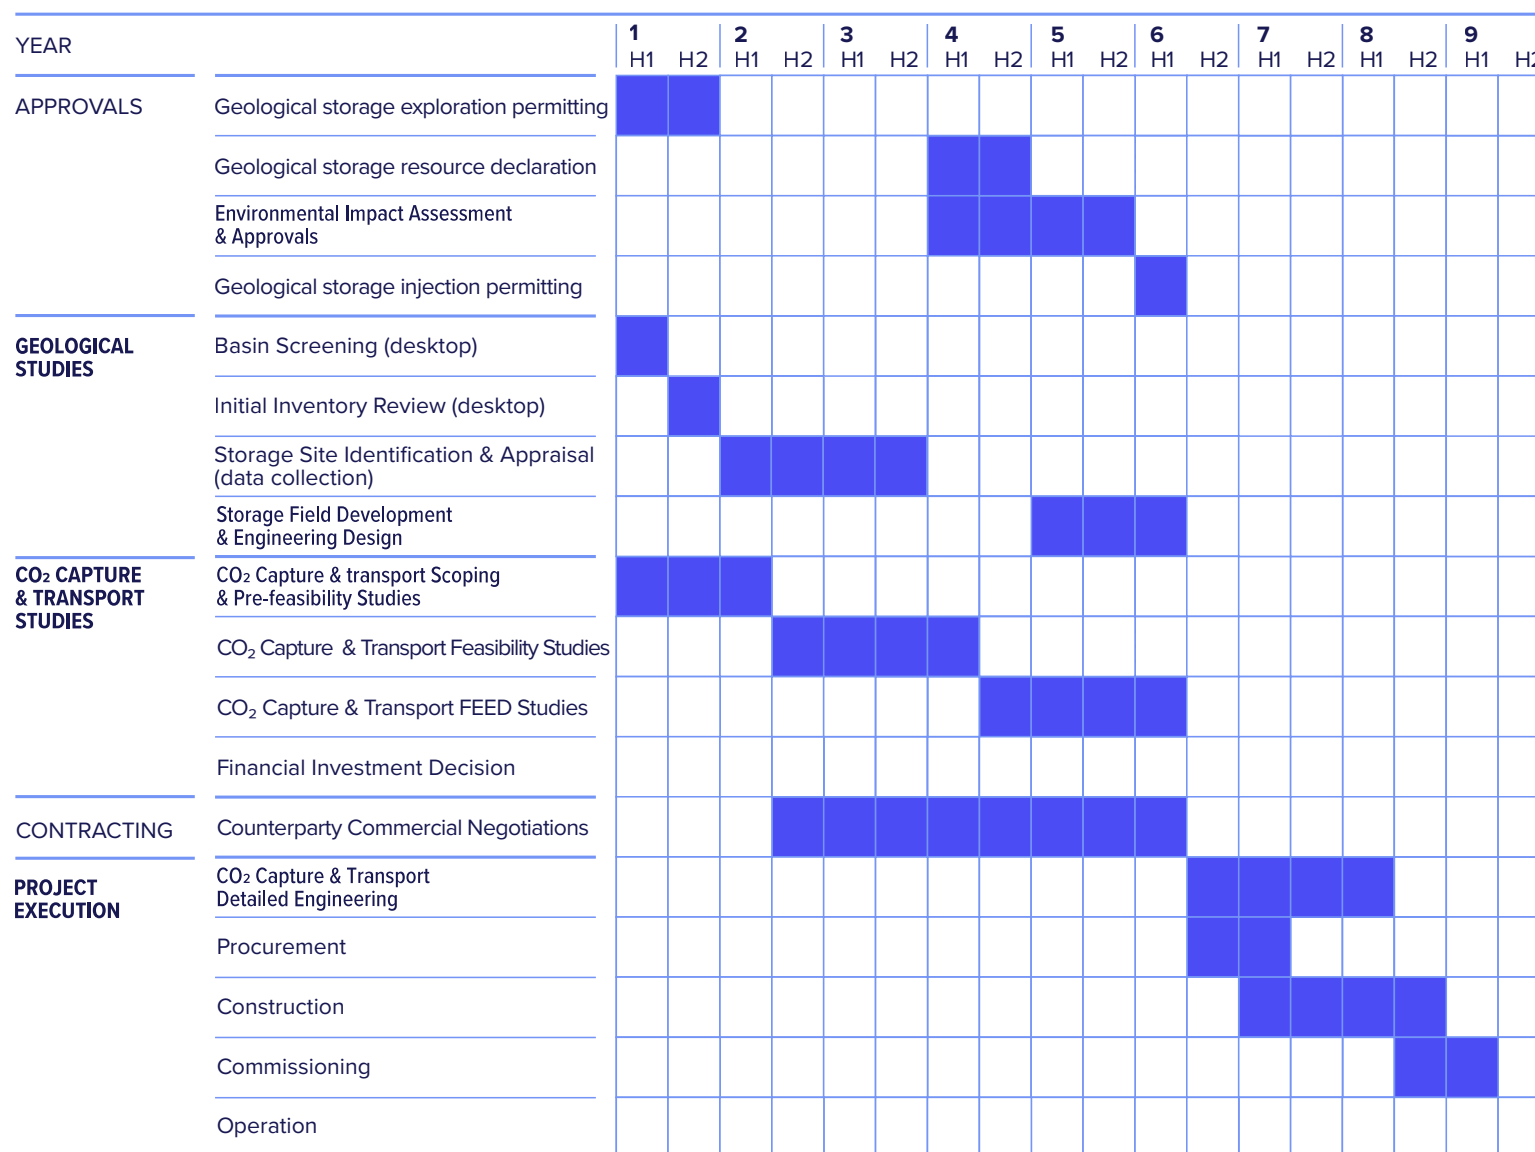 YEAR
1 2 3 4 5 6 7 8 9
H1 H2 H1 H2 H1 H2 H1 H2 H1 H2 H1 H2 H1 H2 H1 H2 H1 H2
APPROVALS
Geological storage exploration permitting
Geological storage resource declaration
Environmental Impact Assessment
& Approvals
Geological storage injection permitting
GEOLOGICAL
STUDIES
Basin Screening (desktop)
Initial Inventory Review (desktop)
Storage Site Identification & Appraisal
(data collection)
Storage Field Development
& Engineering Design
CO₂ CAPTURE
& TRANSPORT
STUDIES
CO₂ Capture & transport Scoping
& Pre-feasibility Studies
CO₂ Capture & Transport Feasibility Studies
CO₂ Capture & Transport FEED Studies
Financial Investment Decision
CONTRACTING
Counterparty Commercial Negotiations
PROJECT
EXECUTION
CO₂ Capture & Transport
Detailed Engineering
Procurement
Construction
Commissioning
Operation